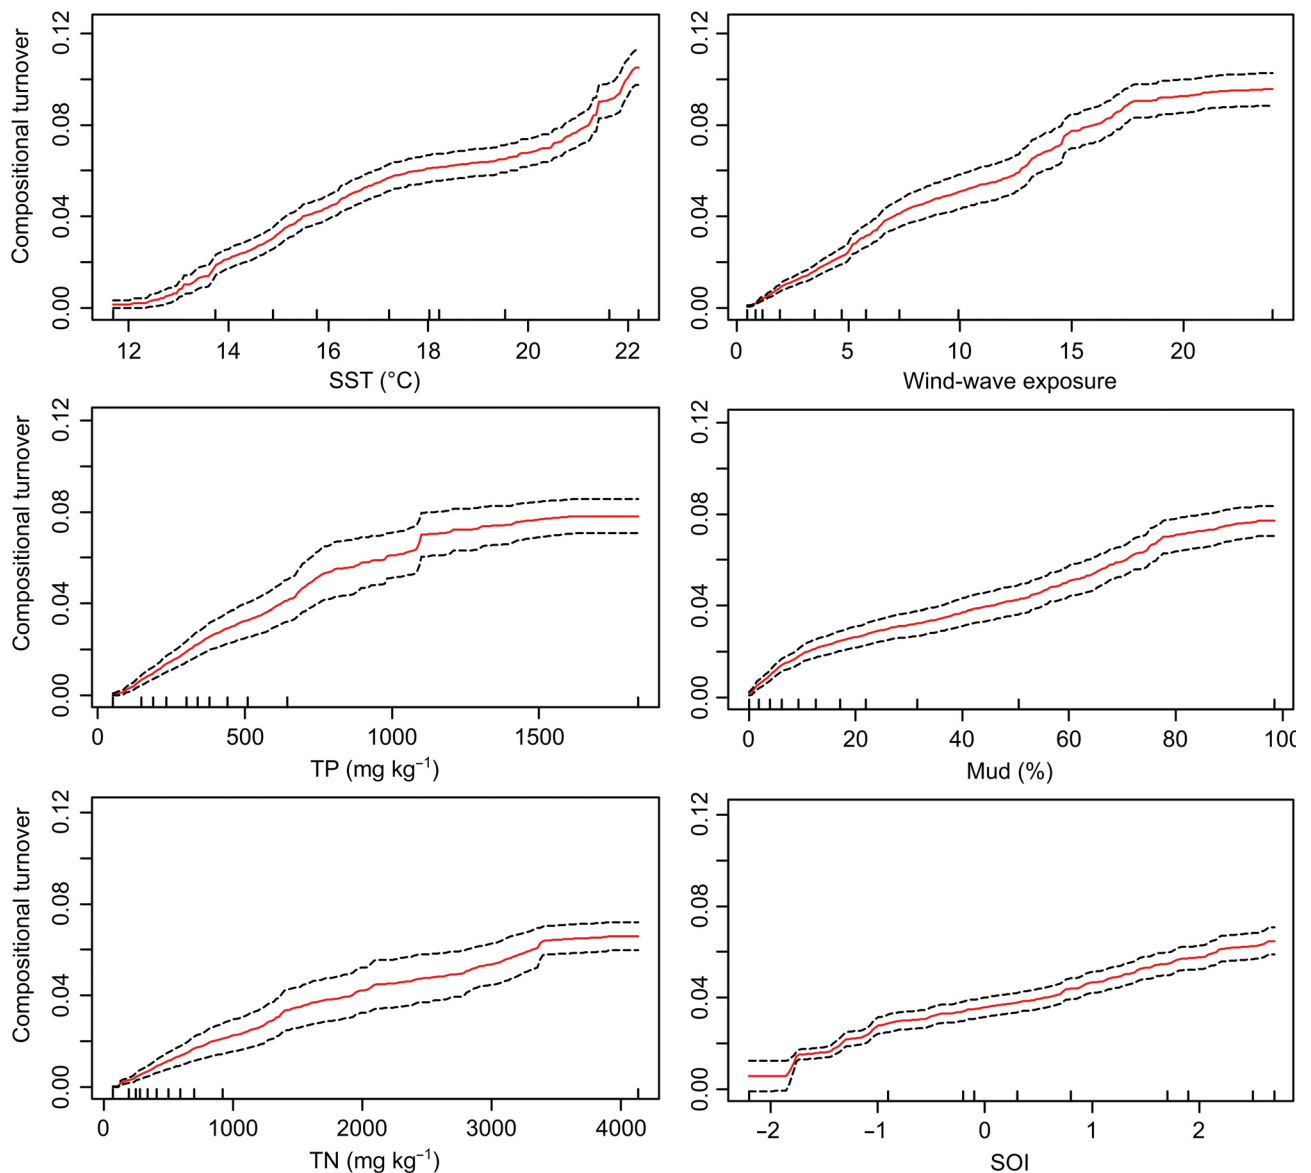 Compositional turnover
0.00 0.04 0.08 0.12
12 14 16 18 20 22
SST (°C)
0.00 0.04 0.08 0.12
0 5 10 15 20
Wind-wave exposure
Compositional turnover
0.00 0.04 0.08 0.12
0 500 1000 1500
TP (mg kg⁻¹)
0.00 0.04 0.08 0.12
0 20 40 60 80 100
Mud (%)
Compositional turnover
0.00 0.04 0.08 0.12
0 1000 2000 3000 4000
TN (mg kg⁻¹)
0.00 0.04 0.08 0.12
−2 −1 0 1 2
SOI